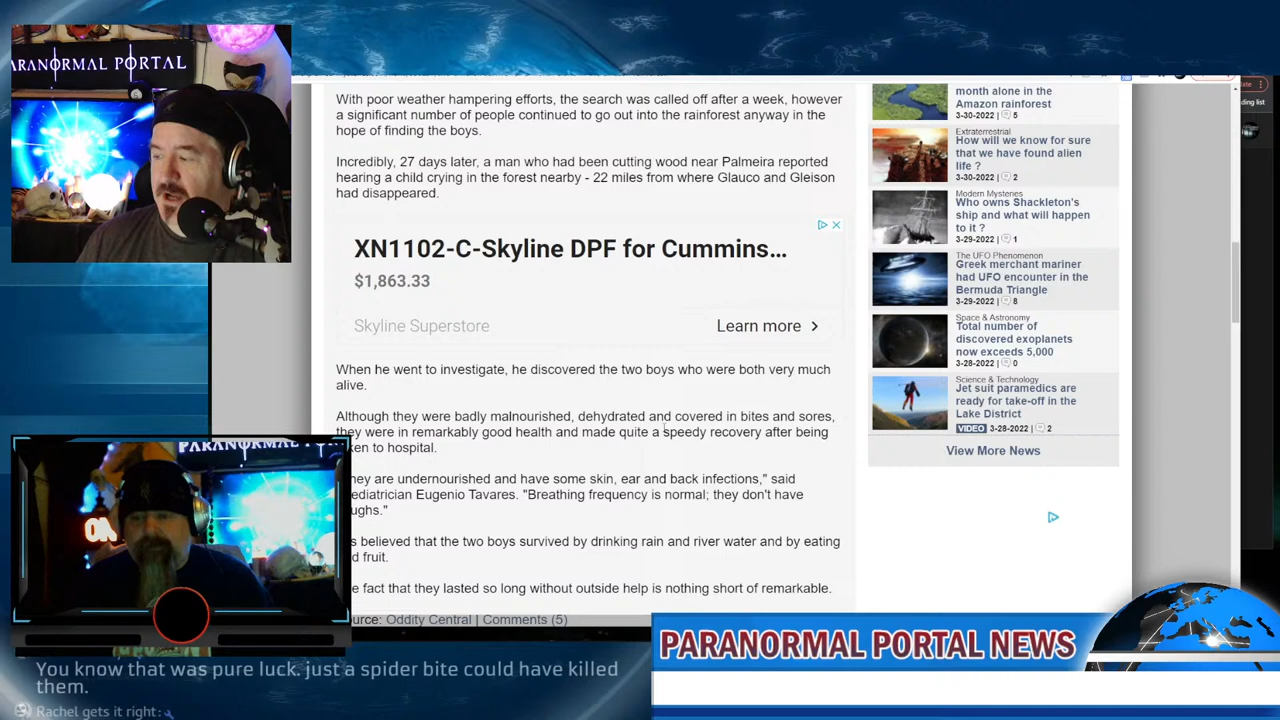 ARANORMAL PORTAL
With poor weather hampering efforts, the search was called off after a week, however
a significant number of people continued to go out into the rainforest anyway in the
hope of finding the boys.
Incredibly, 27 days later, a man who had been cutting wood near Palmeira reported
hearing a child crying in the forest nearby - 22 miles from where Glauco and Gleison
had disappeared.
XN1102-C-Skyline DPF for Cummins...
$1,863.33
Skyline Superstore
Learn more
When he went to investigate, he discovered the two boys who were both very much
alive.
Although they were badly malnourished, dehydrated and covered in bites and sores,
they were in remarkably good health and made quite a speedy recovery after being
ken to hospital.
hey are undernourished and have some skin, ear and back infections," said
ediatrician Eugenio Tavares. "Breathing frequency is normal; they don't have
ughs."
s believed that the two boys survived by drinking rain and river water and by eating
d fruit.
e fact that they lasted so long without outside help is nothing short of remarkable.
ource: Oddity Central | Comments (5)
month alone in the
Amazon rainforest
3-30-2022 | 5
Extraterrestrial
How will we know for sure
that we have found alien
life ?
3-30-2022 | 2
Modern Mysteries
Who owns Shackleton's
ship and what will happen
to it ?
3-29-2022 | 1
The UFO Phenomenon
Greek merchant mariner
had UFO encounter in the
Bermuda Triangle
3-29-2022 | 8
Space & Astronomy
Total number of
discovered exoplanets
now exceeds 5,000
3-28-2022 | 0
Science & Technology
Jet suit paramedics are
ready for take-off in the
Lake District
VIDEO 3-28-2022 | 2
View More News
ding list
PARANORMA
ON
PARANORMAL PORTAL NEWS
You know that was pure luck. just a spider bite could have killed
them.
Rachel gets it right: